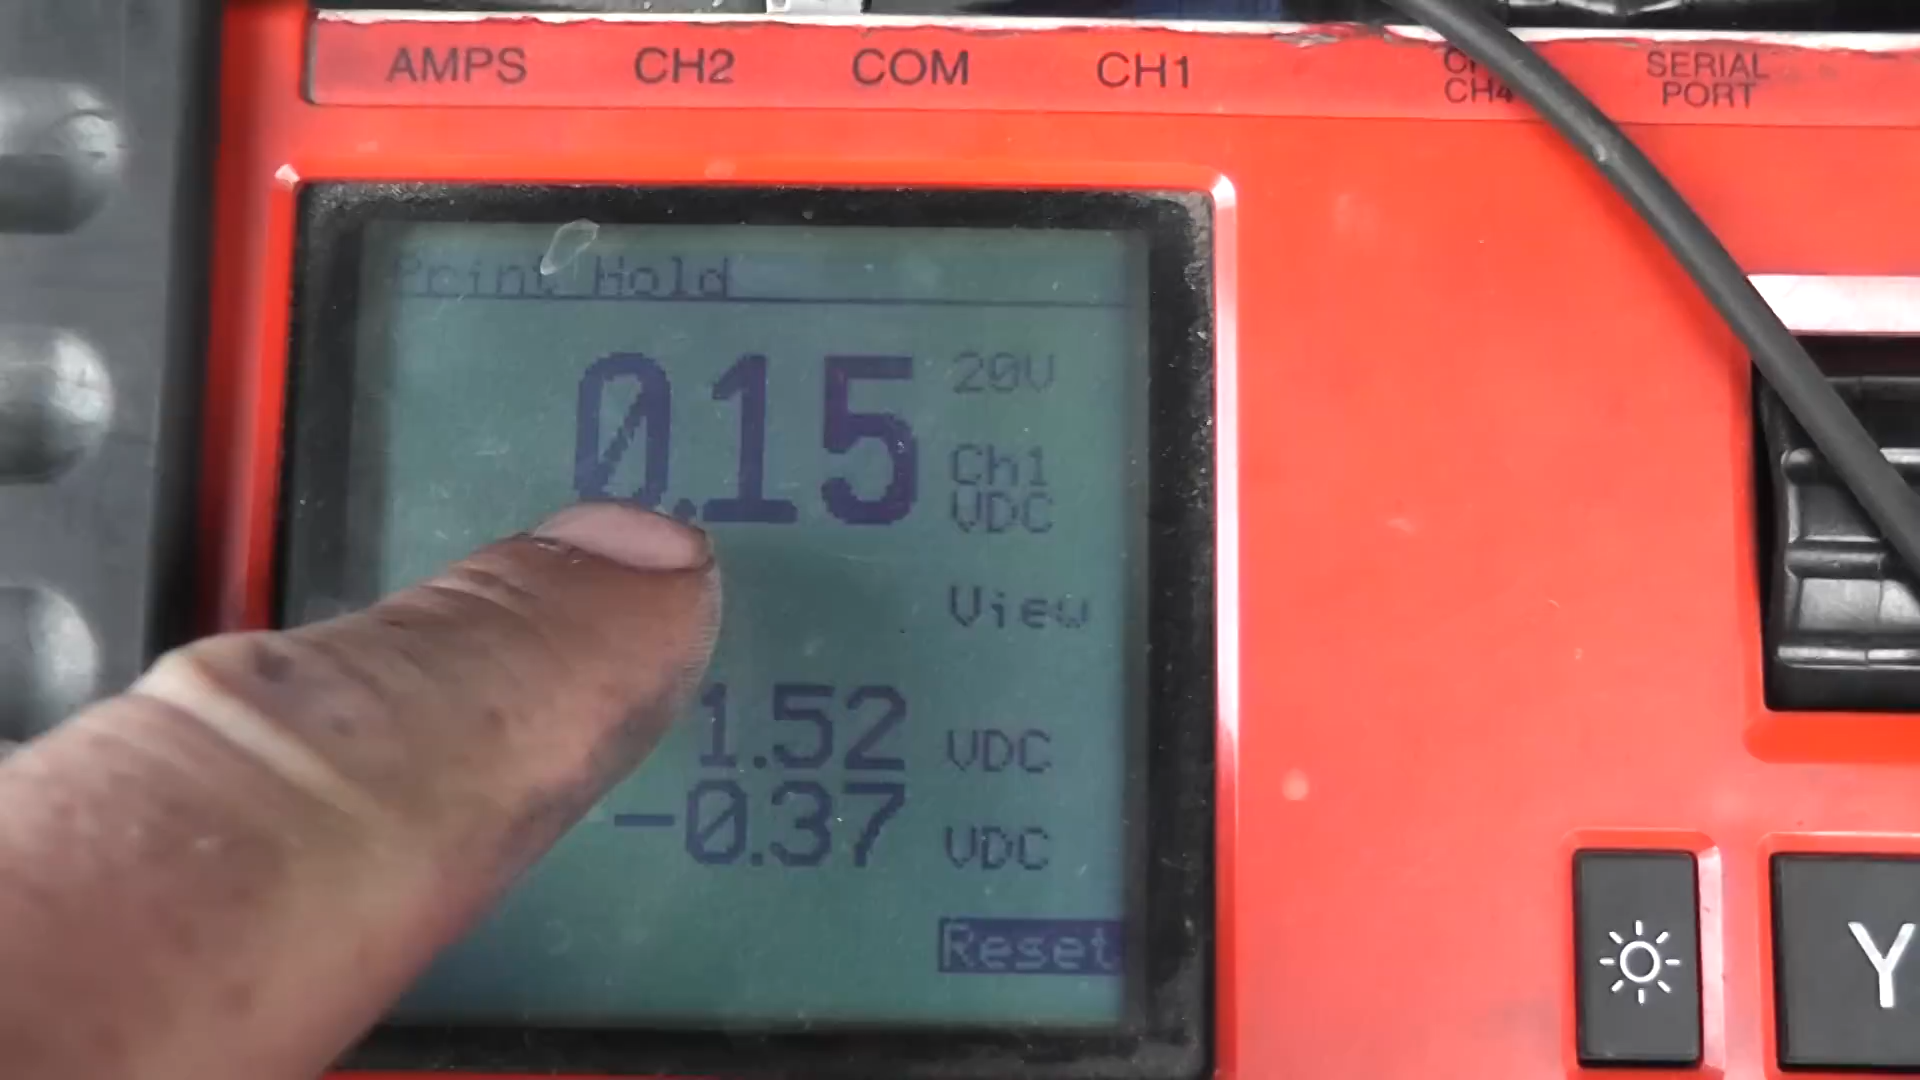 AMPS CH2 COM CH1 CH4 SERIAL
PORT
Print Hold
0.15 20V
Ch1
VDC
View
1.52 VDC
-0.37 VDC
Reset
Y